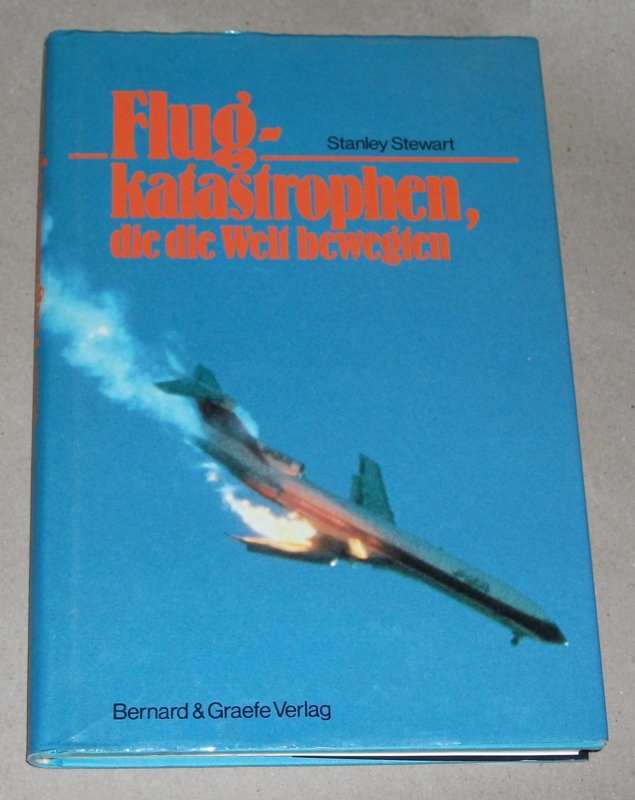 Flug-
Stanley Stewart
katastrophen,
die die Welt bewegten
Bernard & Graefe Verlag